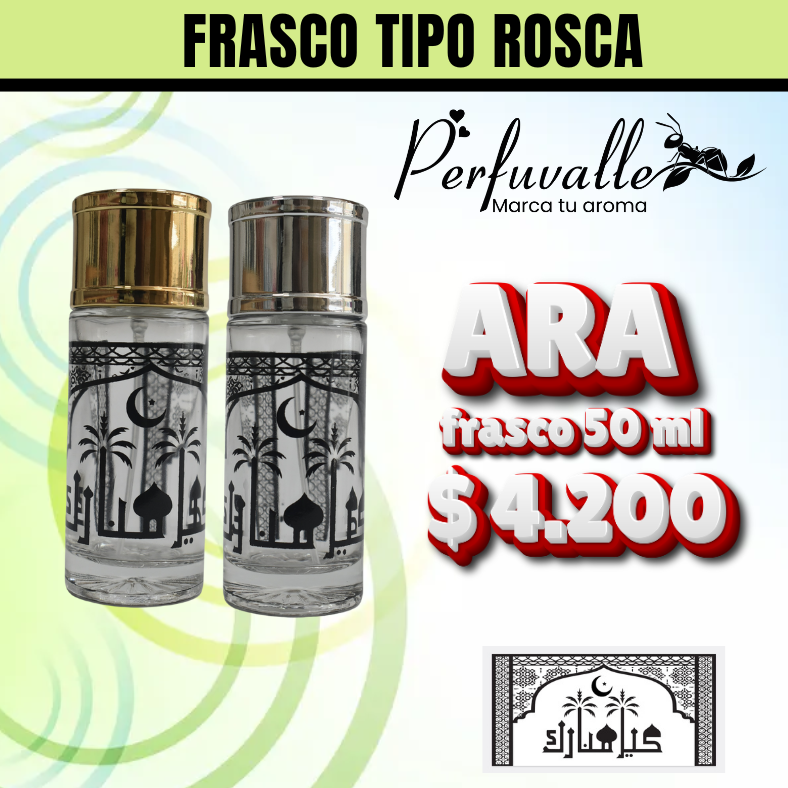 FRASCO TIPO ROSCA
Perfuvalle
Marca tu aroma
ARA
frasco 50 ml
$ 4.200